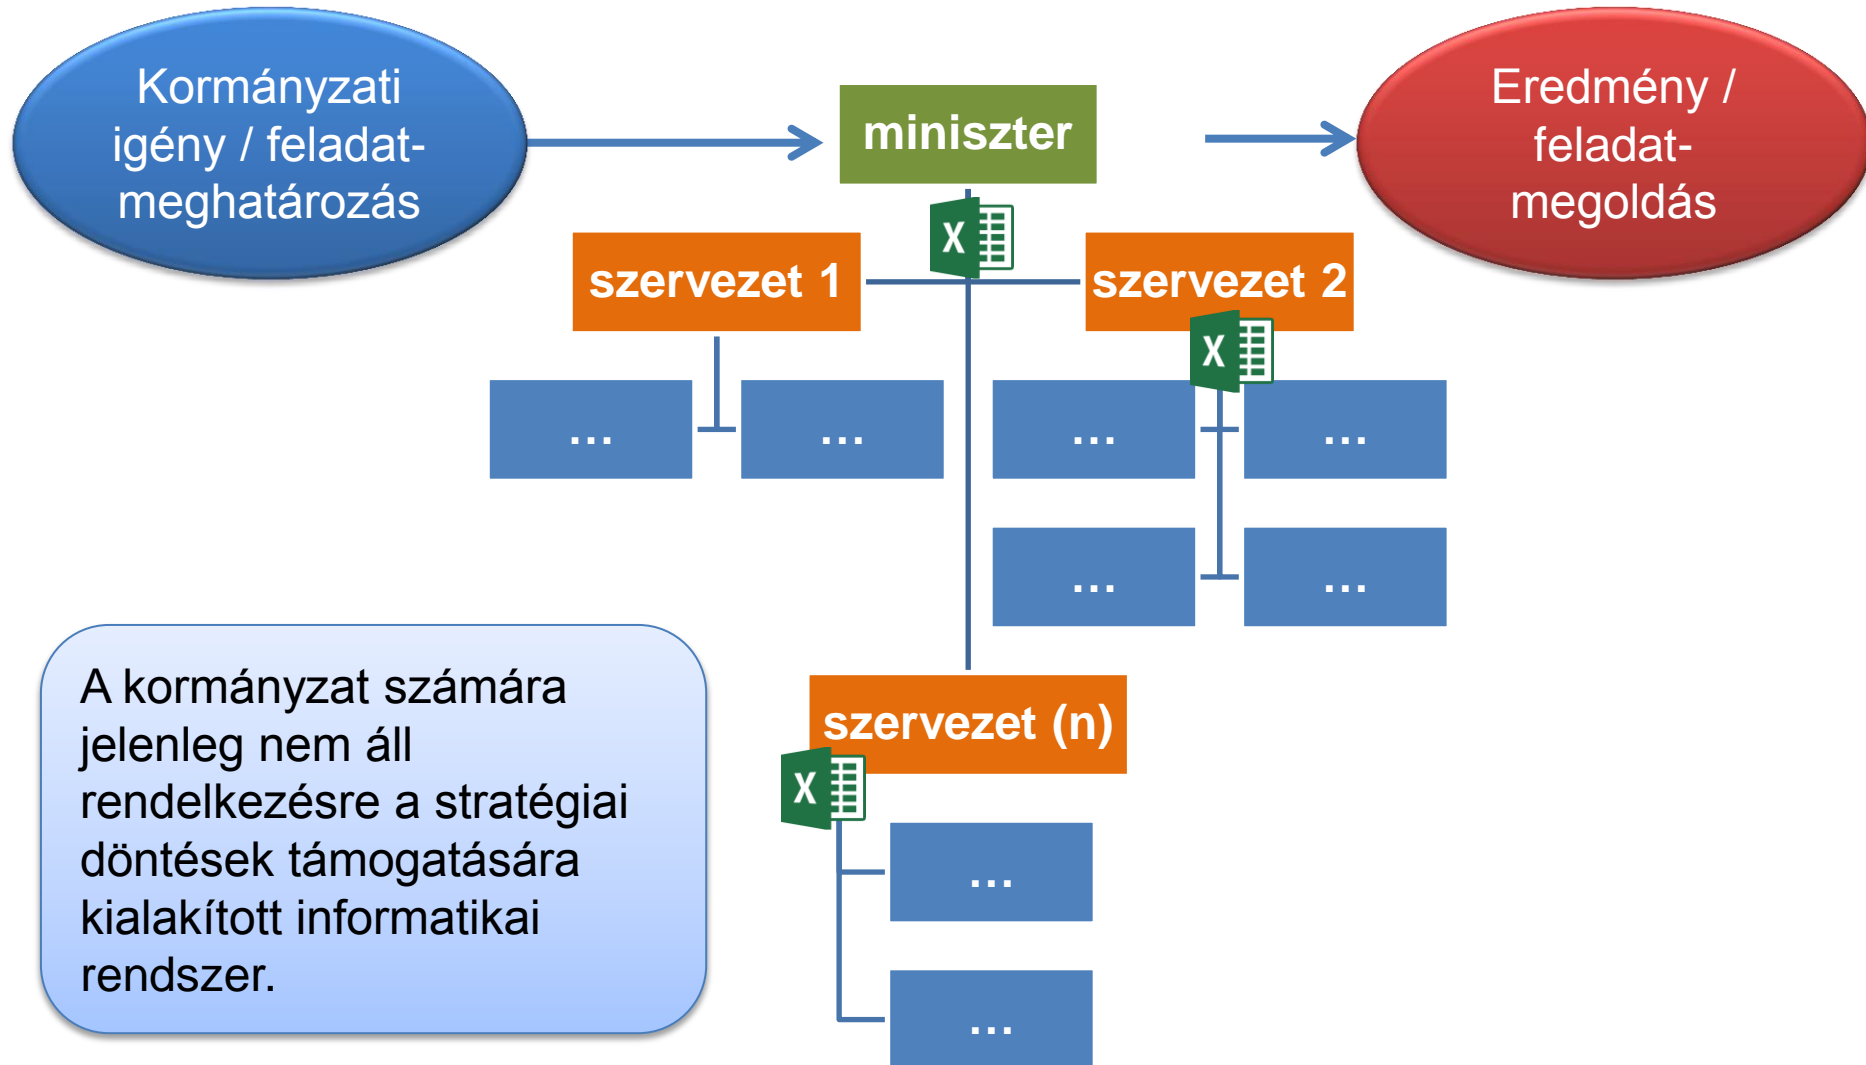 Kormányzati
igény / feladat-
meghatározás
miniszter
Eredmény /
feladat-
megoldás
szervezet 1
szervezet 2
... ... ... ...
... ...
A kormányzat számára
jelenleg nem áll
rendelkezésre a stratégiai
döntések támogatására
kialakított informatikai
rendszer.
szervezet (n)
...
...
X
X
X